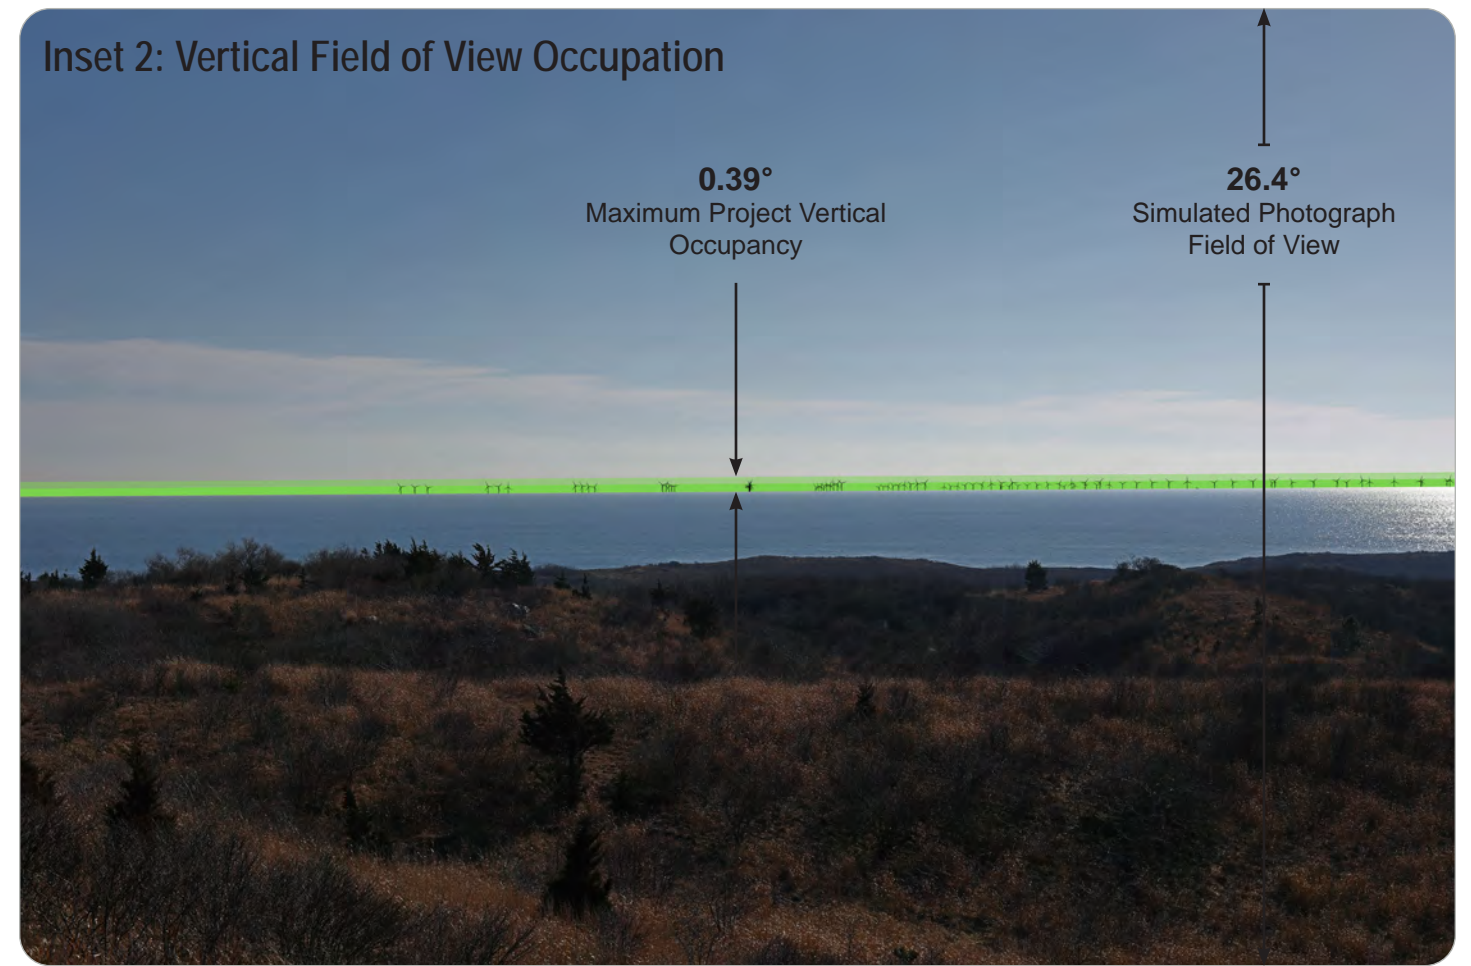 Inset 2: Vertical Field of View Occupation
0.39°
Maximum Project Vertical
Occupancy
26.4°
Simulated Photograph
Field of View